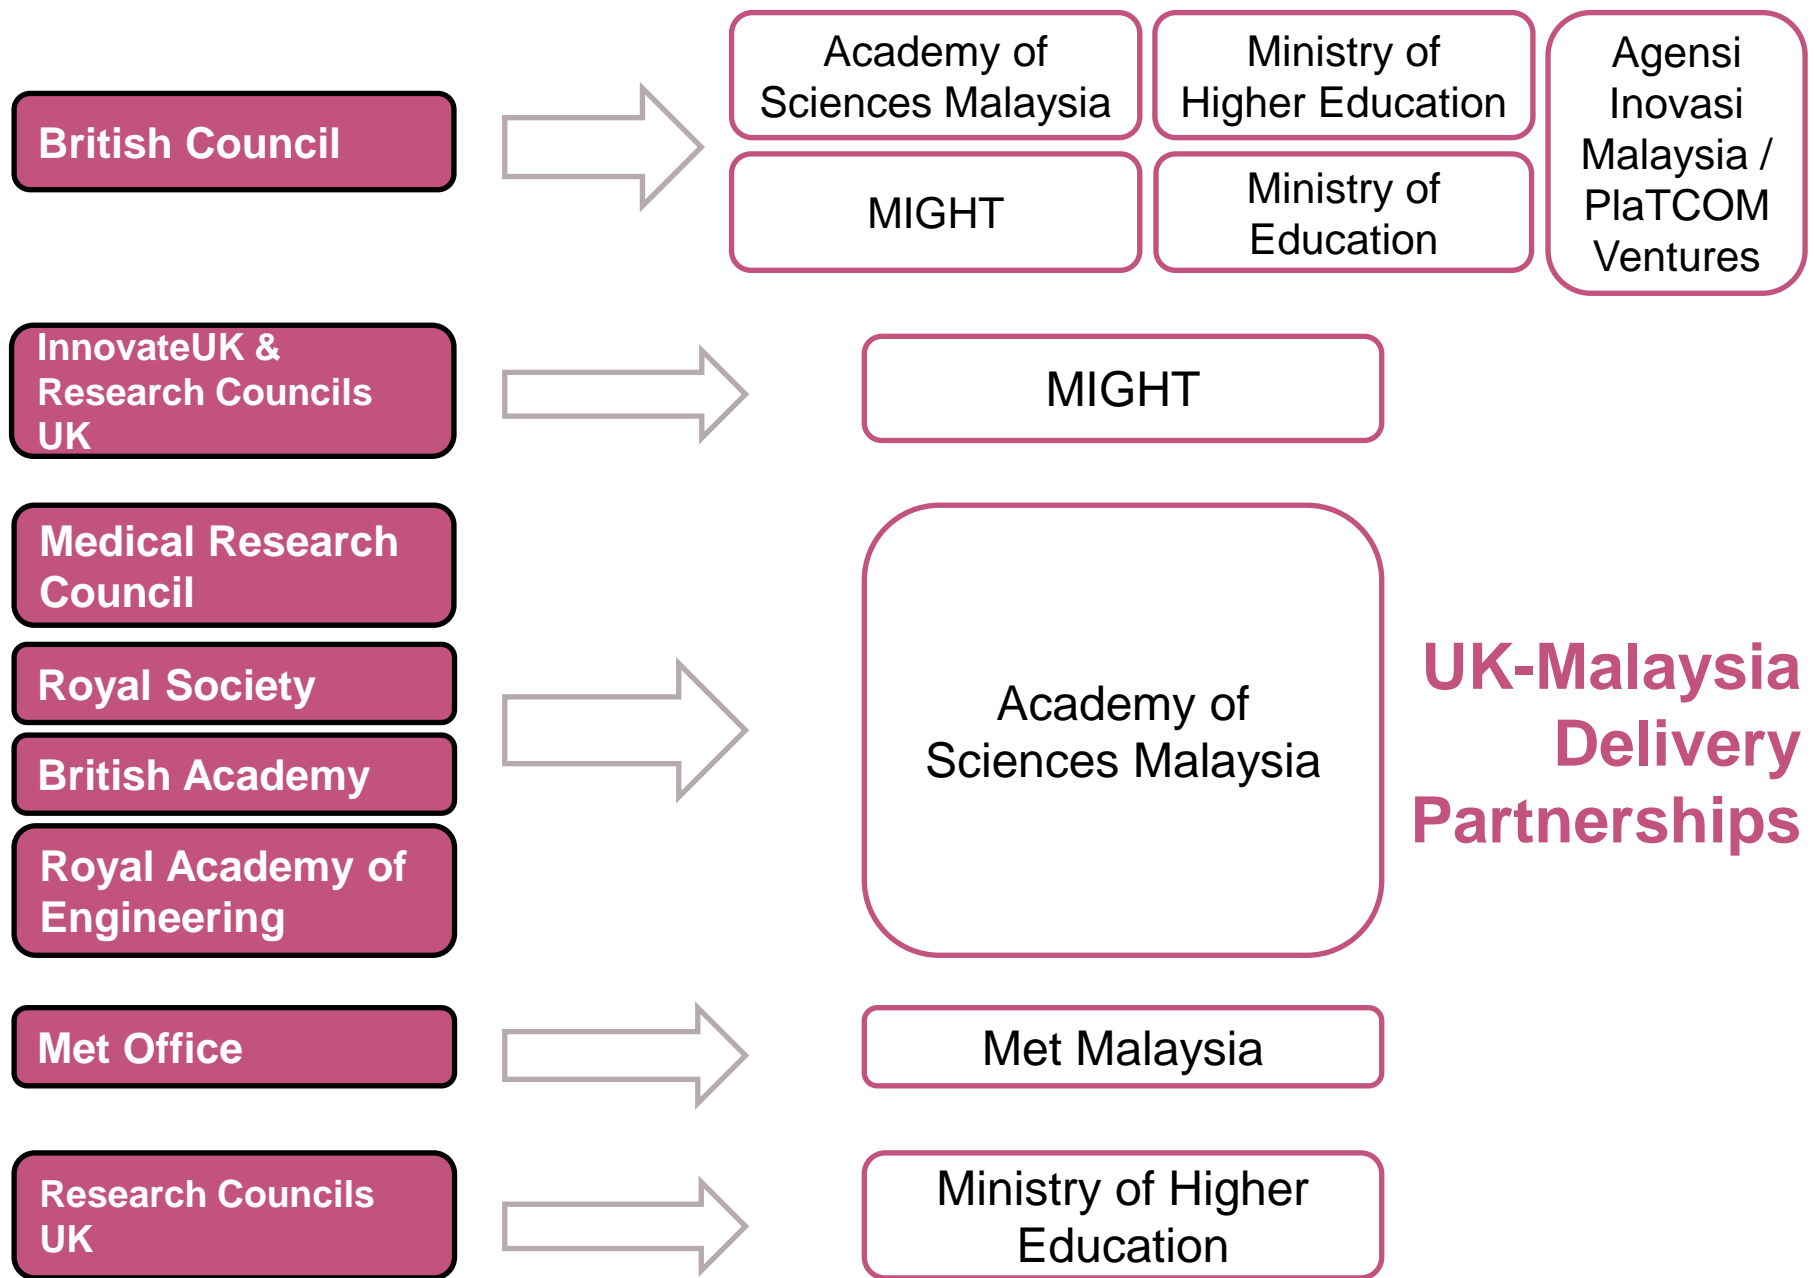 British Council
Academy of
Sciences Malaysia
Ministry of
Higher Education
MIGHT
Ministry of
Education
Agensi
Inovasi
Malaysia /
PlaTCOM
Ventures
InnovateUK &
Research Councils
UK
MIGHT
Medical Research
Council
Royal Society
British Academy
Royal Academy of
Engineering
Academy of
Sciences Malaysia
UK-Malaysia
Delivery
Partnerships
Met Office
Met Malaysia
Research Councils
UK
Ministry of Higher
Education